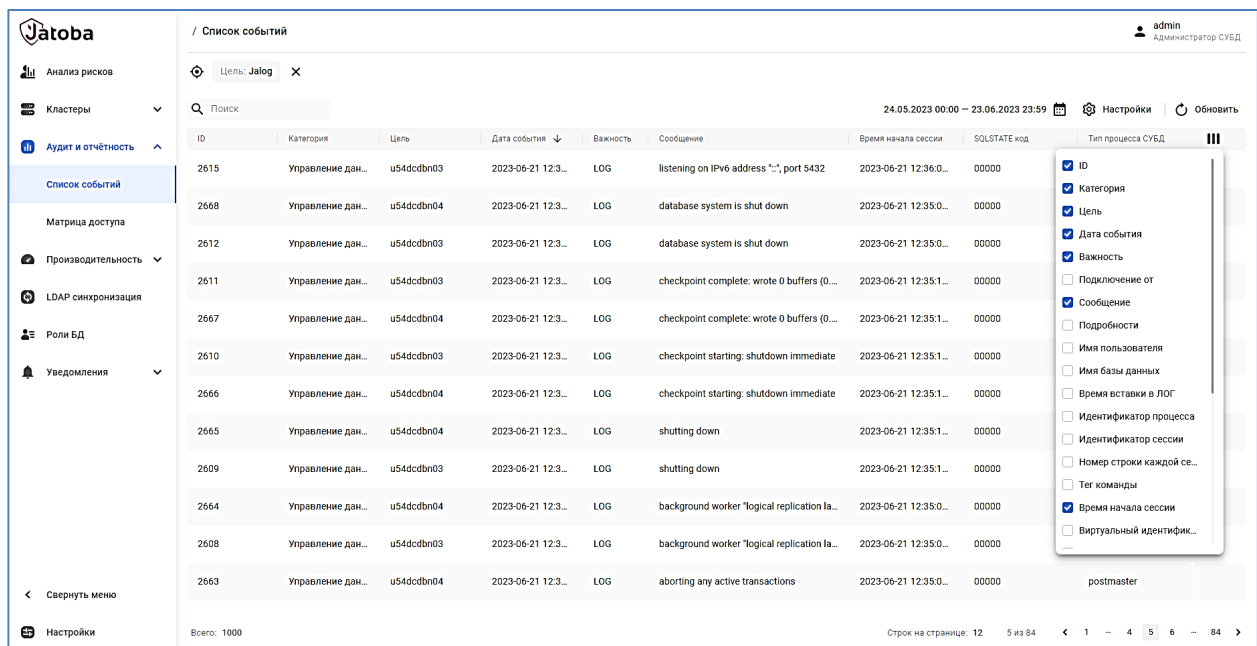 Jatoba
/ Список событий
admin
Администратор СУБД
Анализ рисков
Цель: Jalog
Кластеры
Поиск
24.05.2023 00:00 – 23.06.2023 23:59
Настройки
Обновить
Аудит и отчётность
ID Категория Цель Дата события Важность Сообщение Время начала сессии SQLSTATE код Тип процесса СУБД
2615 Управление дан... u54dcdbn03 2023-06-21 12:3... LOG listening on IPv6 address "::", port 5432 2023-06-21 12:36:0... 00000
Список событий
2668 Управление дан... u54dcdbn04 2023-06-21 12:3... LOG database system is shut down 2023-06-21 12:35:0... 00000
Матрица доступа
2612 Управление дан... u54dcdbn03 2023-06-21 12:3... LOG database system is shut down 2023-06-21 12:35:0... 00000
Производительность
2611 Управление дан... u54dcdbn03 2023-06-21 12:3... LOG checkpoint complete: wrote 0 buffers (0.... 2023-06-21 12:35:1... 00000
LDAP синхронизация
2667 Управление дан... u54dcdbn04 2023-06-21 12:3... LOG checkpoint complete: wrote 0 buffers (0.... 2023-06-21 12:35:1... 00000
Роли БД
2610 Управление дан... u54dcdbn03 2023-06-21 12:3... LOG checkpoint starting: shutdown immediate 2023-06-21 12:35:1... 00000
Уведомления
2666 Управление дан... u54dcdbn04 2023-06-21 12:3... LOG checkpoint starting: shutdown immediate 2023-06-21 12:35:1... 00000
2665 Управление дан... u54dcdbn04 2023-06-21 12:3... LOG shutting down 2023-06-21 12:35:1... 00000
2609 Управление дан... u54dcdbn03 2023-06-21 12:3... LOG shutting down 2023-06-21 12:35:1... 00000
2664 Управление дан... u54dcdbn04 2023-06-21 12:3... LOG background worker "logical replication la... 2023-06-21 12:35:0... 00000
2608 Управление дан... u54dcdbn03 2023-06-21 12:3... LOG background worker "logical replication la... 2023-06-21 12:35:0... 00000
2663 Управление дан... u54dcdbn04 2023-06-21 12:3... LOG aborting any active transactions 2023-06-21 12:35:0... 00000 postmaster
ID
Категория
Цель
Дата события
Важность
Подключение от
Сообщение
Подробности
Имя пользователя
Имя базы данных
Время вставки в ЛОГ
Идентификатор процесса
Идентификатор сессии
Номер строки каждой се...
Тег команды
Время начала сессии
Виртуальный идентифик...
Свернуть меню
Настройки
Всего: 1000
Строк на странице: 12 5 из 84 1 ... 4 5 6 ... 84